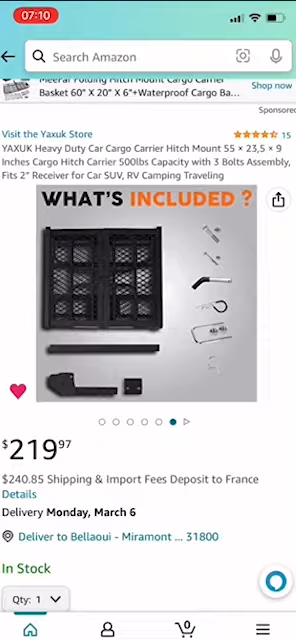 07:10
Search Amazon
MeeFar Folding Hitch Mount Cargo Carrier
Basket 60" X 20" X 6"+Waterproof Cargo Ba...
Shop now
Sponsored
Visit the Yaxuk Store
15
YAXUK Heavy Duty Car Cargo Carrier Hitch Mount 55 × 23,5 × 9
Inches Cargo Hitch Carrier 500lbs Capacity with 3 Bolts Assembly,
Fits 2" Receiver for Car SUV, RV Camping Traveling
WHAT'S INCLUDED ?
$219 97
$240.85 Shipping & Import Fees Deposit to France
Details
Delivery Monday, March 6
Deliver to Bellaoui - Miramont ... 31800
In Stock
Qty: 1
0